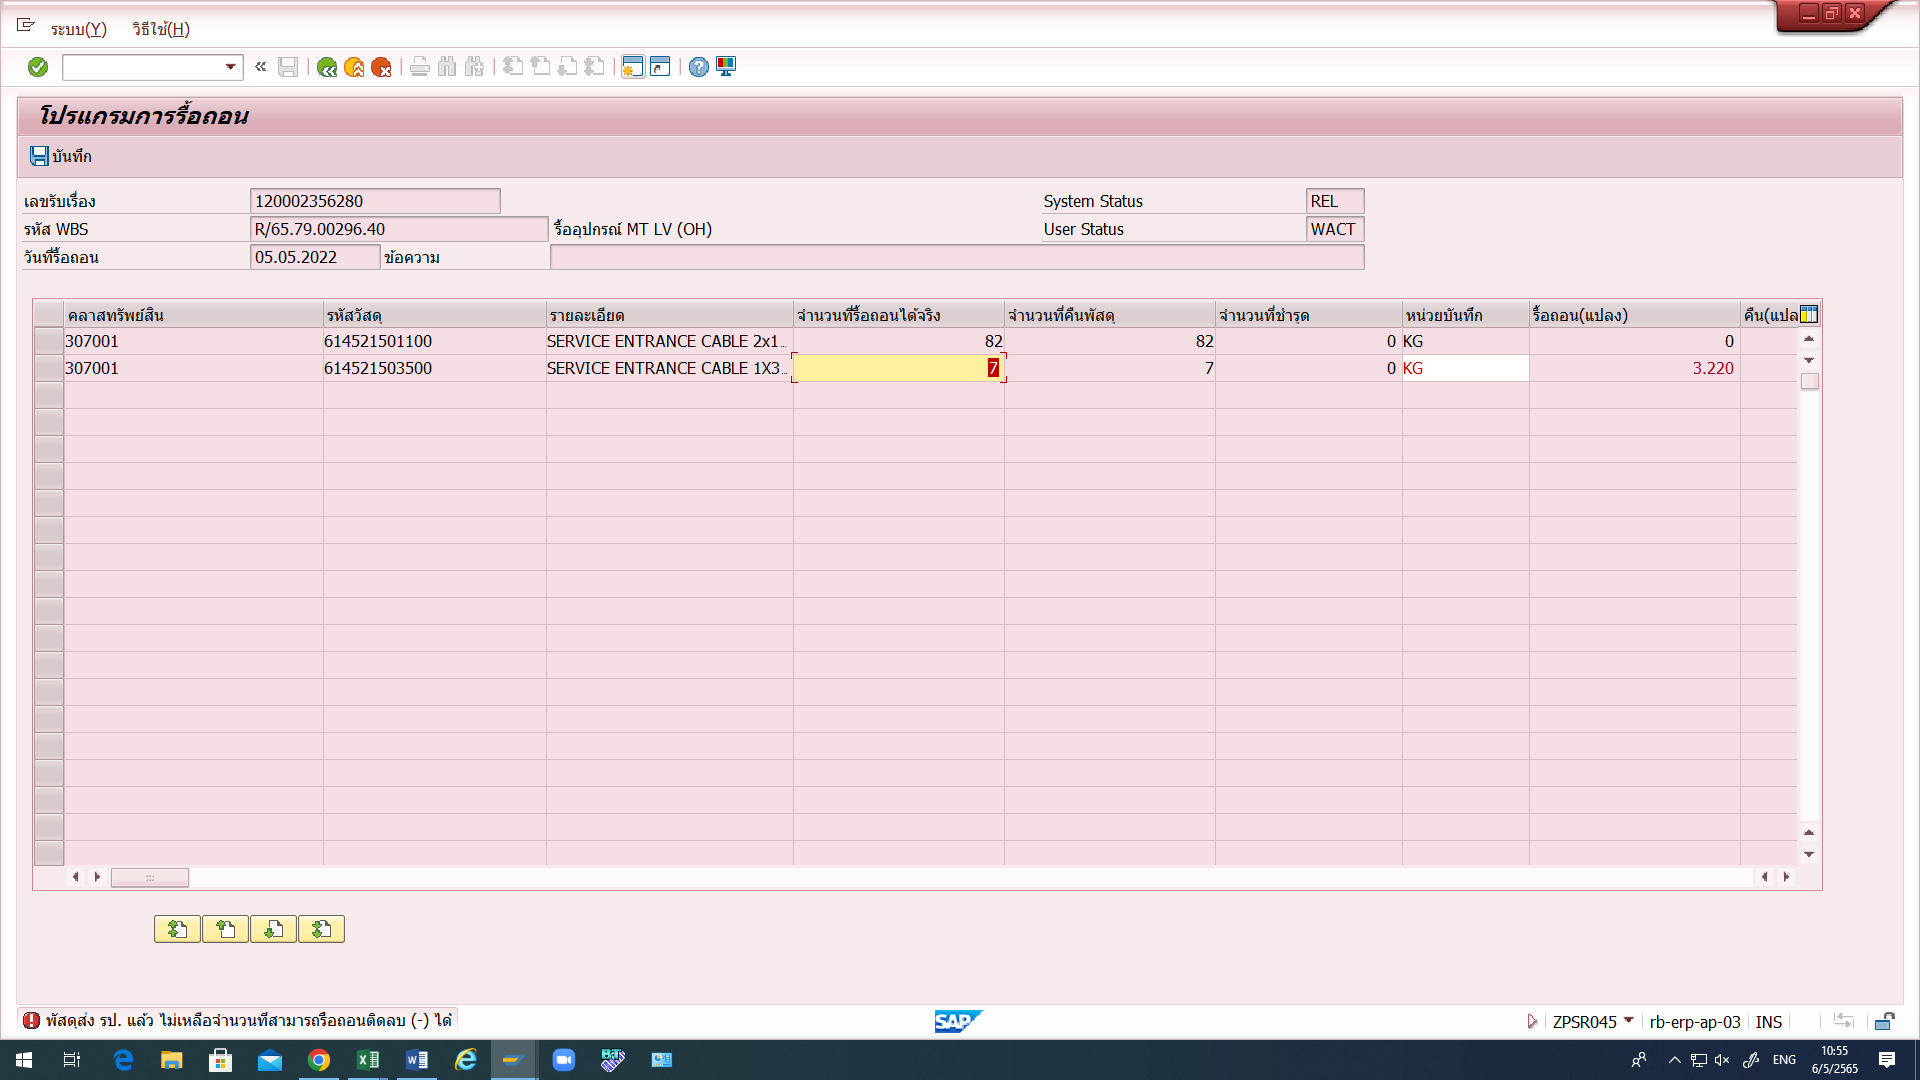 ระบบ(Y) วิธีใช้(H)
โปรแกรมการรื้อถอน
บันทึก
เลขรับเรื่อง 120002356280 System Status REL
รหัส WBS R/65.79.00296.40 รื้ออุปกรณ์ MT LV (OH) User Status WACT
วันที่รื้อถอน 05.05.2022 ข้อความ
คลาสทรัพย์สิน รหัสวัสดุ รายละเอียด จำนวนที่รื้อถอนได้จริง จำนวนที่คืนพัสดุ จำนวนที่ชำรุด หน่วยบันทึก รื้อถอน(แปลง) คืน(แปล
307001 614521501100 SERVICE ENTRANCE CABLE 2x1... 82 82 0 KG 0
307001 614521503500 SERVICE ENTRANCE CABLE 1X3... 7 7 0 KG 3.220
พัสดุส่ง รป. แล้ว ไม่เหลือจำนวนที่สามารถรื้อถอนติดลบ (-) ได้
SAP ZPSR045 rb-erp-ap-03 INS
ENG 10:55
6/5/2565